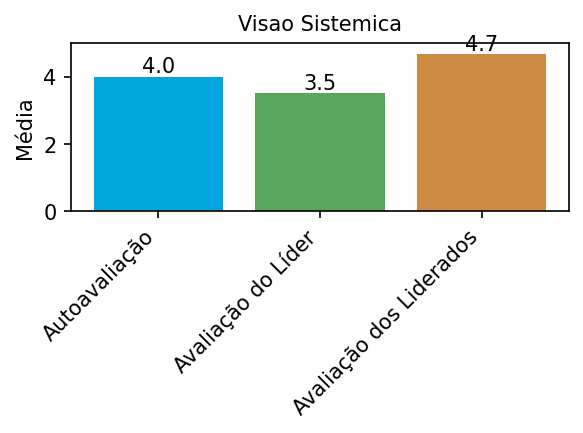 Visao Sistemica
Média
4
2
0
4.0
3.5
4.7
Autoavaliação
Avaliação do Líder
Avaliação dos Liderados